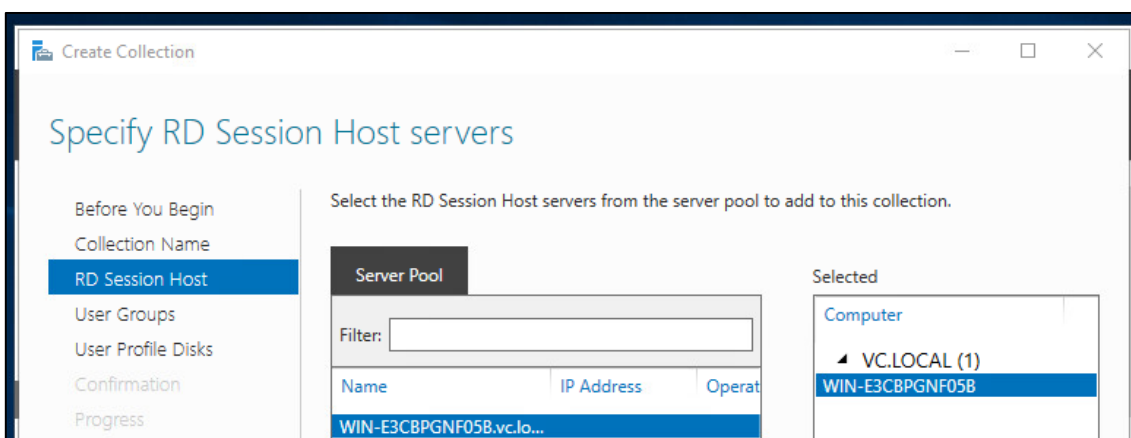 Create Collection
Specify RD Session Host servers
Before You Begin
Collection Name
RD Session Host
User Groups
User Profile Disks
Confirmation
Progress
Select the RD Session Host servers from the server pool to add to this collection.
Server Pool
Filter:
Name IP Address Operat
WIN-E3CBPGNF05B.vc.lo...
Selected
Computer
VC.LOCAL (1)
WIN-E3CBPGNF05B